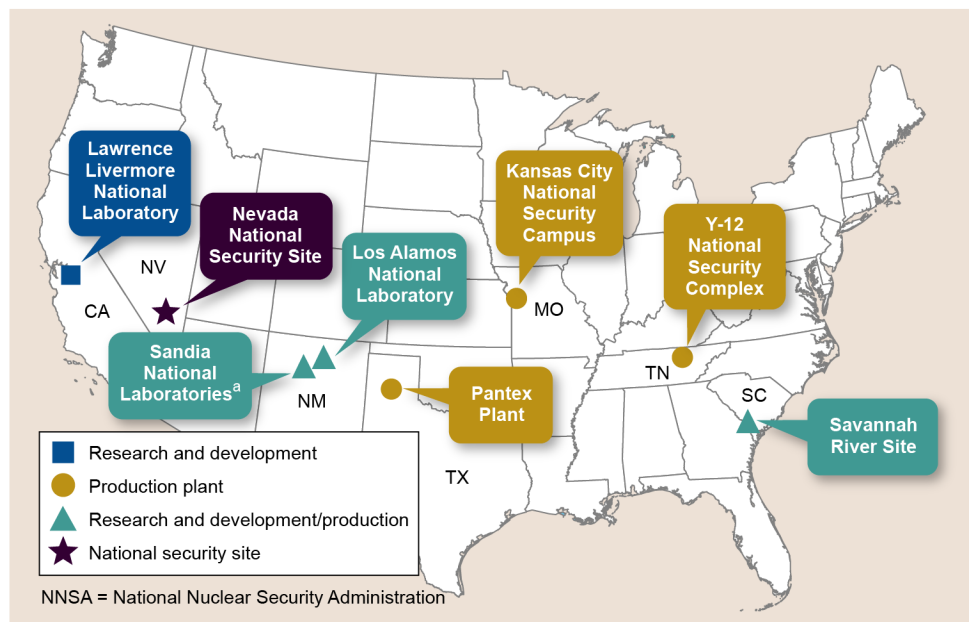 Lawrence
Livermore
National
Laboratory
Nevada
National
Security Site
Los Alamos
National
Laboratory
Kansas City
National
Security
Campus
Y-12
National
Security
Complex
NV
CA
MO
Sandia
National
Laboratoriesª
NM
Pantex
Plant
TN
SC
Savannah
River Site
TX
Research and development
Production plant
Research and development/production
National security site
NNSA = National Nuclear Security Administration